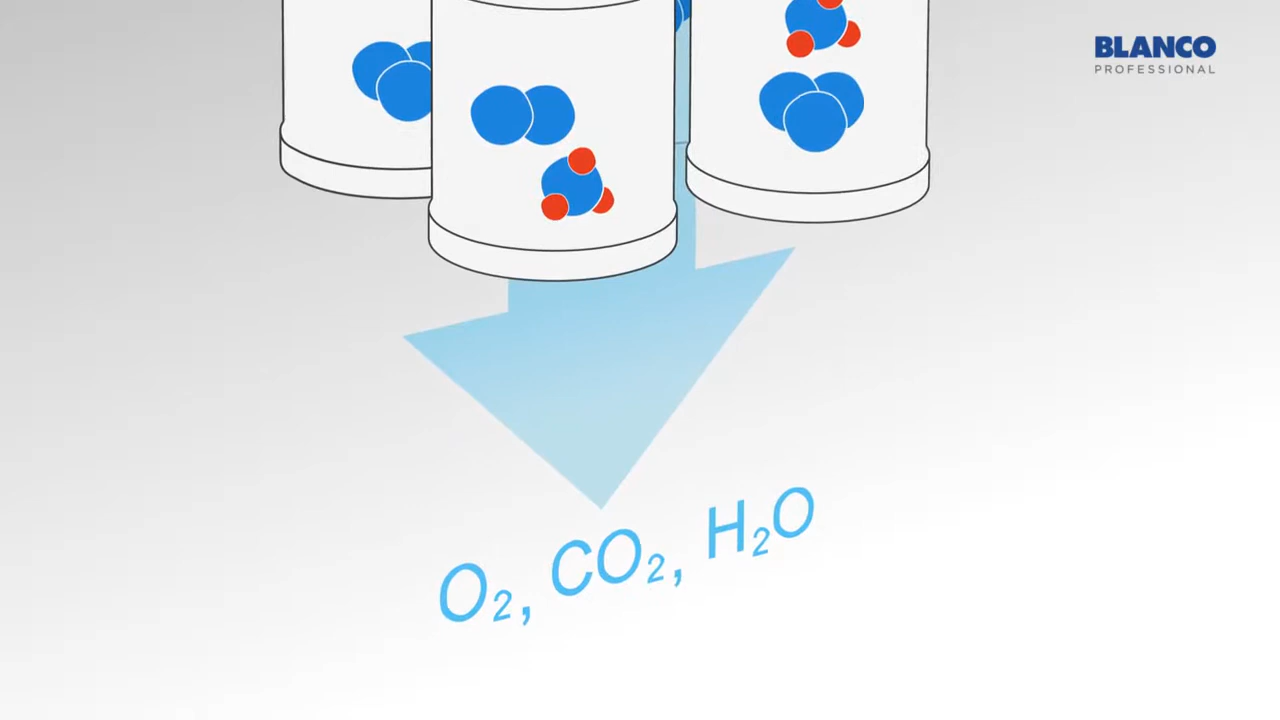 BLANCO
PROFESSIONAL
O₂, CO₂, H₂O